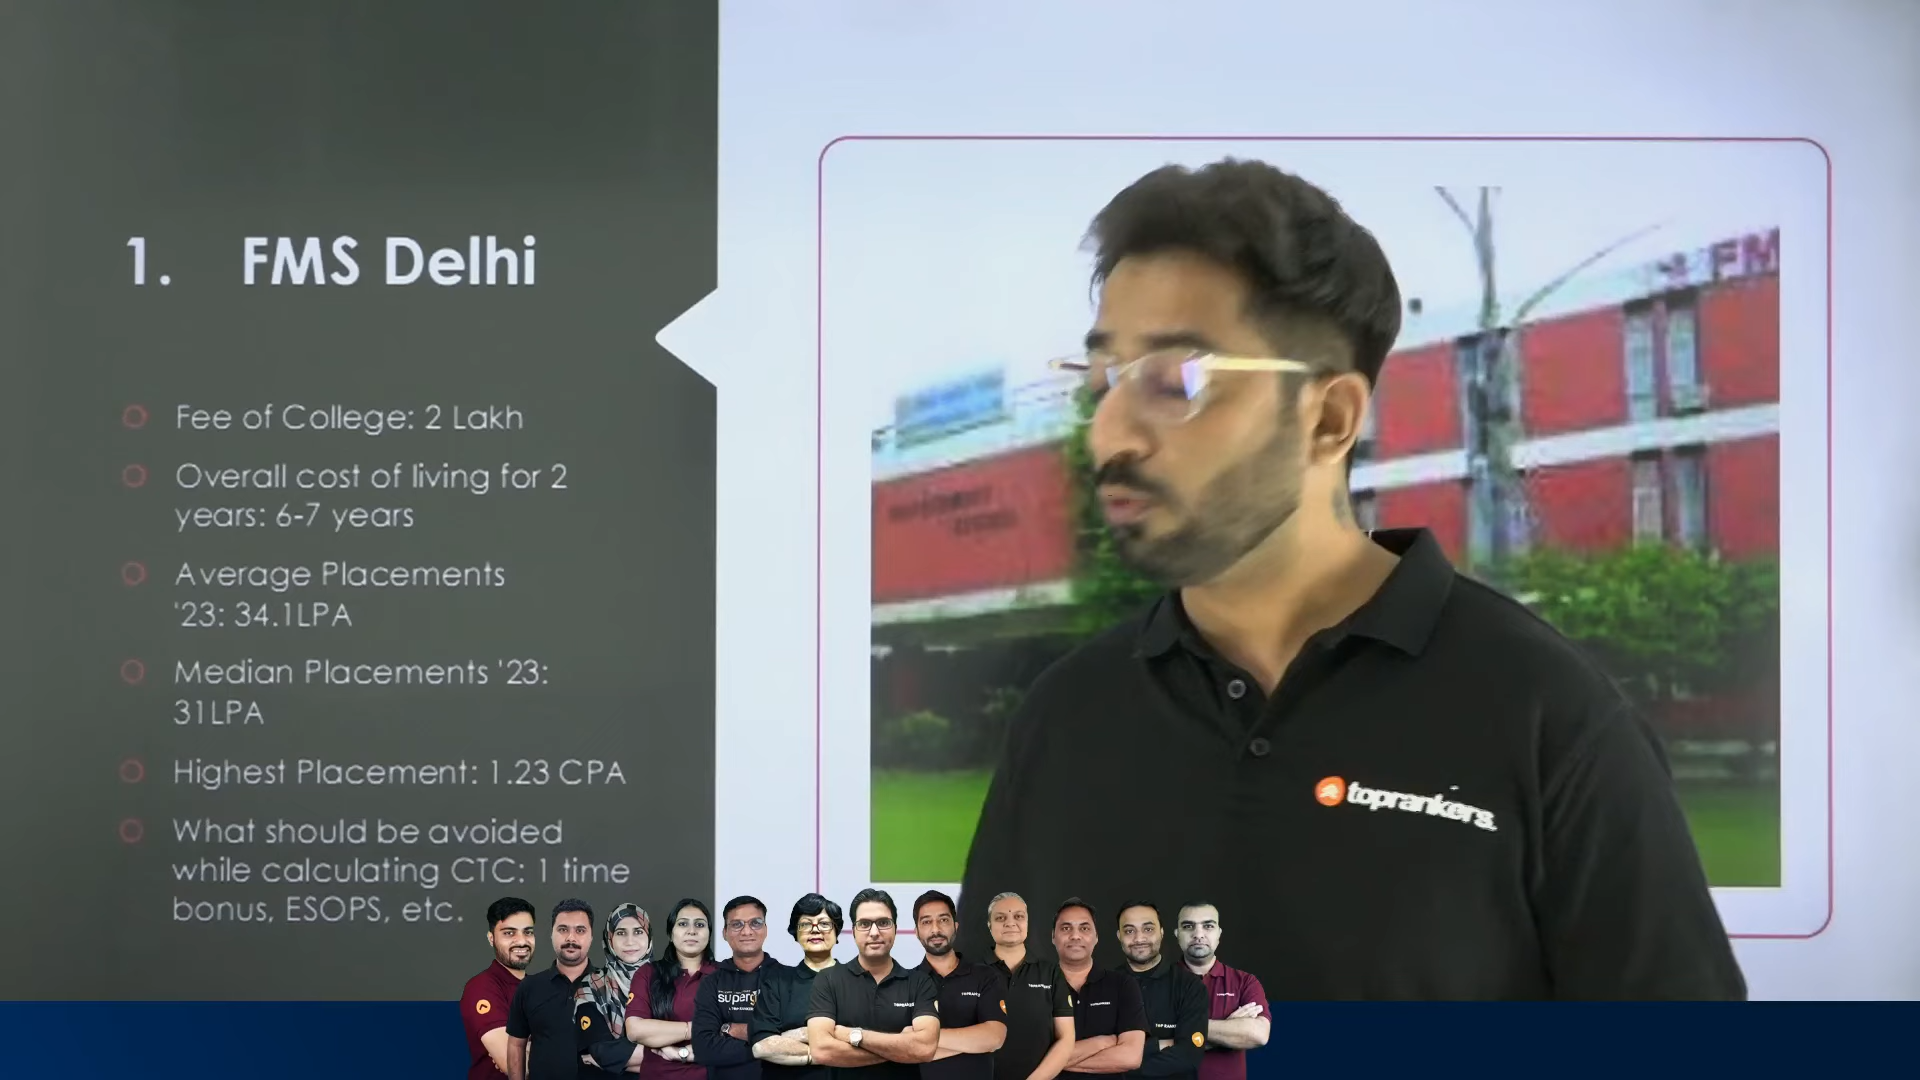 1. FMS Delhi
Fee of College: 2 Lakh
Overall cost of living for 2
years: 6-7 years
Average Placements
'23: 34.1LPA
Median Placements '23:
31LPA
Highest Placement: 1.23 CPA
What should be avoided
while calculating CTC: 1 time
bonus, ESOPS, etc.
FM
toprankers.